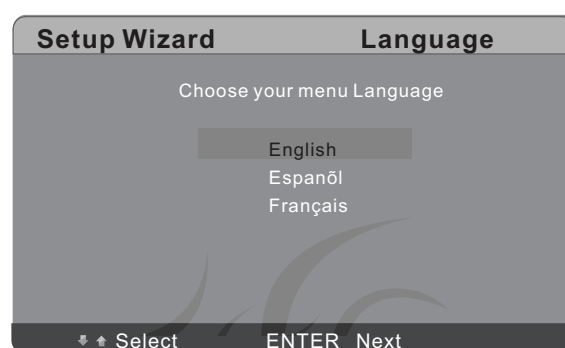 Setup Wizard Language
Choose your menu Language
English
Espanõl
Français
Select ENTER Next